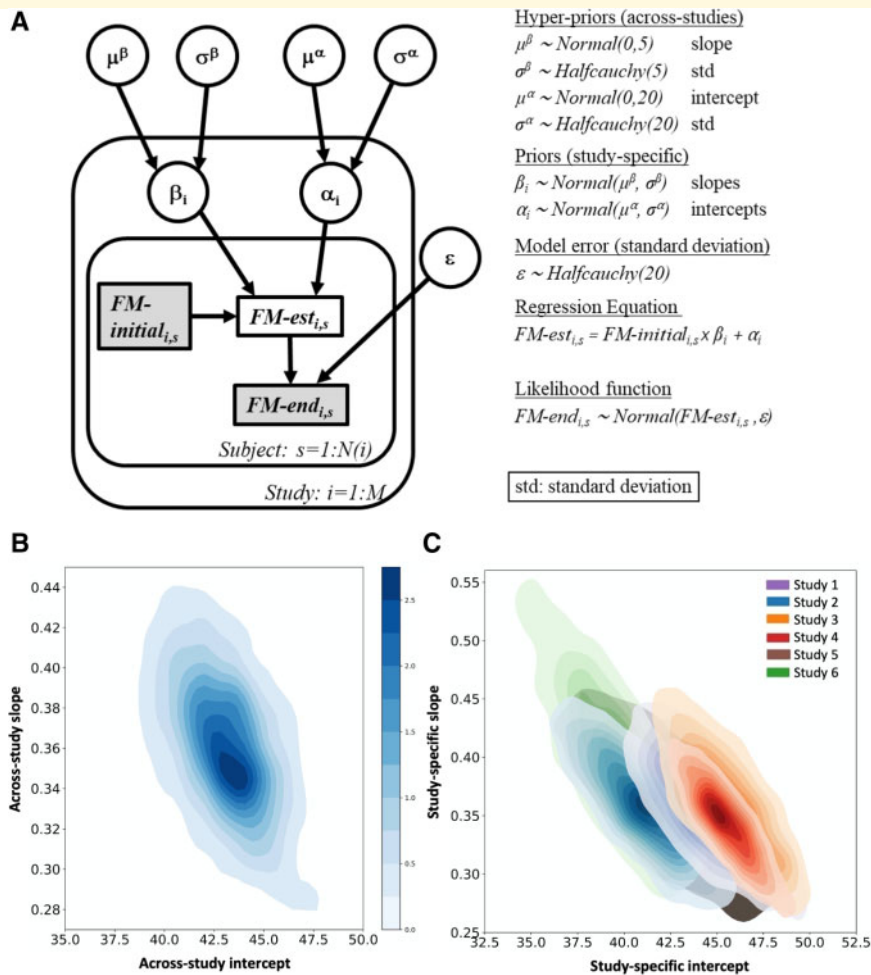 A
μβ
σβ
μα
σα
βi
αi
ε
FM-
initiali,s
FM-esti,s
FM-endi,s
Subject: s=1:N(i)
Study: i=1:M
Hyper-priors (across-studies)
μβ ~ Normal(0,5) slope
σβ ~ Halfcauchy(5) std
μα ~ Normal(0,20) intercept
σα ~ Halfcauchy(20) std
Priors (study-specific)
βi ~ Normal(μβ, σβ) slopes
αi ~ Normal(μα, σα) intercepts
Model error (standard deviation)
ε ~ Halfcauchy(20)
Regression Equation
FM-esti,s = FM-initiali,s x βi + αi
Likelihood function
FM-endi,s ~ Normal(FM-esti,s , ε)
std: standard deviation
B
Across-study slope
0.44
0.42
0.40
0.38
0.36
0.34
0.32
0.30
0.28
35.0 37.5 40.0 42.5 45.0 47.5 50.0
Across-study intercept
2.5
2.0
1.5
1.0
0.5
0.0
C
Study-specific slope
0.55
0.50
0.45
0.40
0.35
0.30
0.25
32.5 35.0 37.5 40.0 42.5 45.0 47.5 50.0 52.5
Study-specific intercept
Study 1
Study 2
Study 3
Study 4
Study 5
Study 6